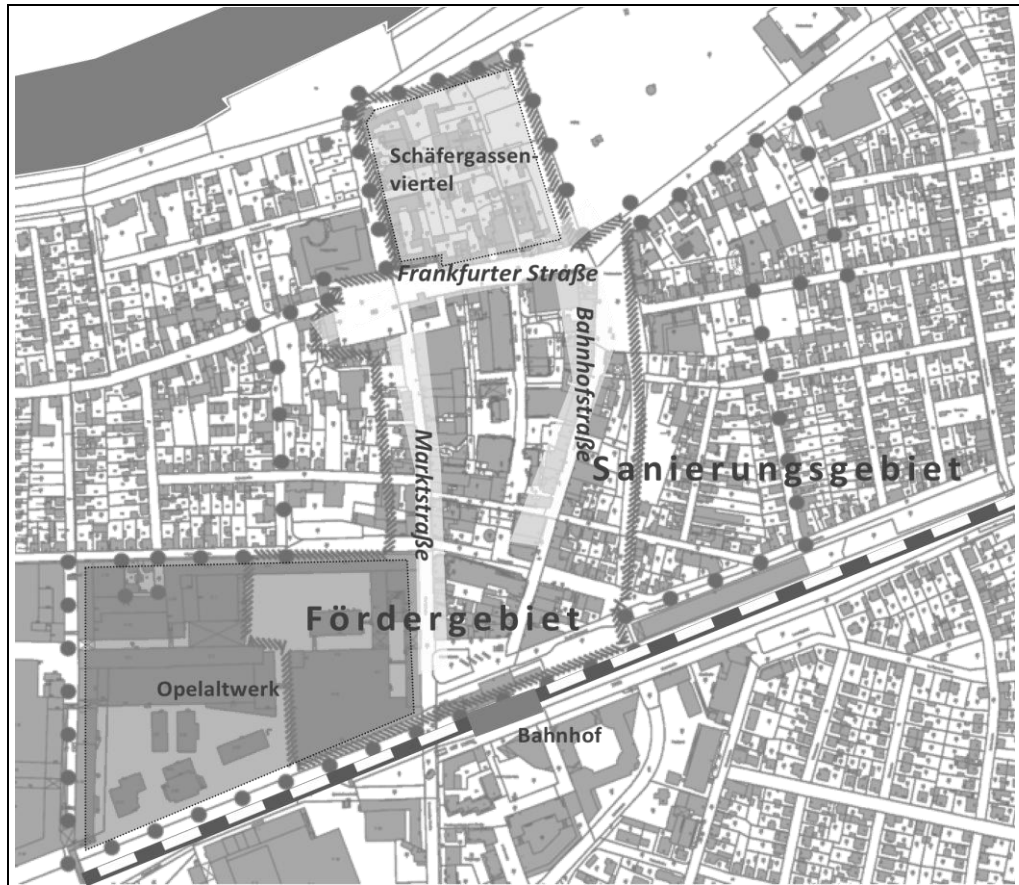 Schäfergassen-
viertel
Frankfurter Straße
Bahnhofstraße
Marktstraße
Sanierungsgebiet
Fördergebiet
Opelaltwerk
Bahnhof